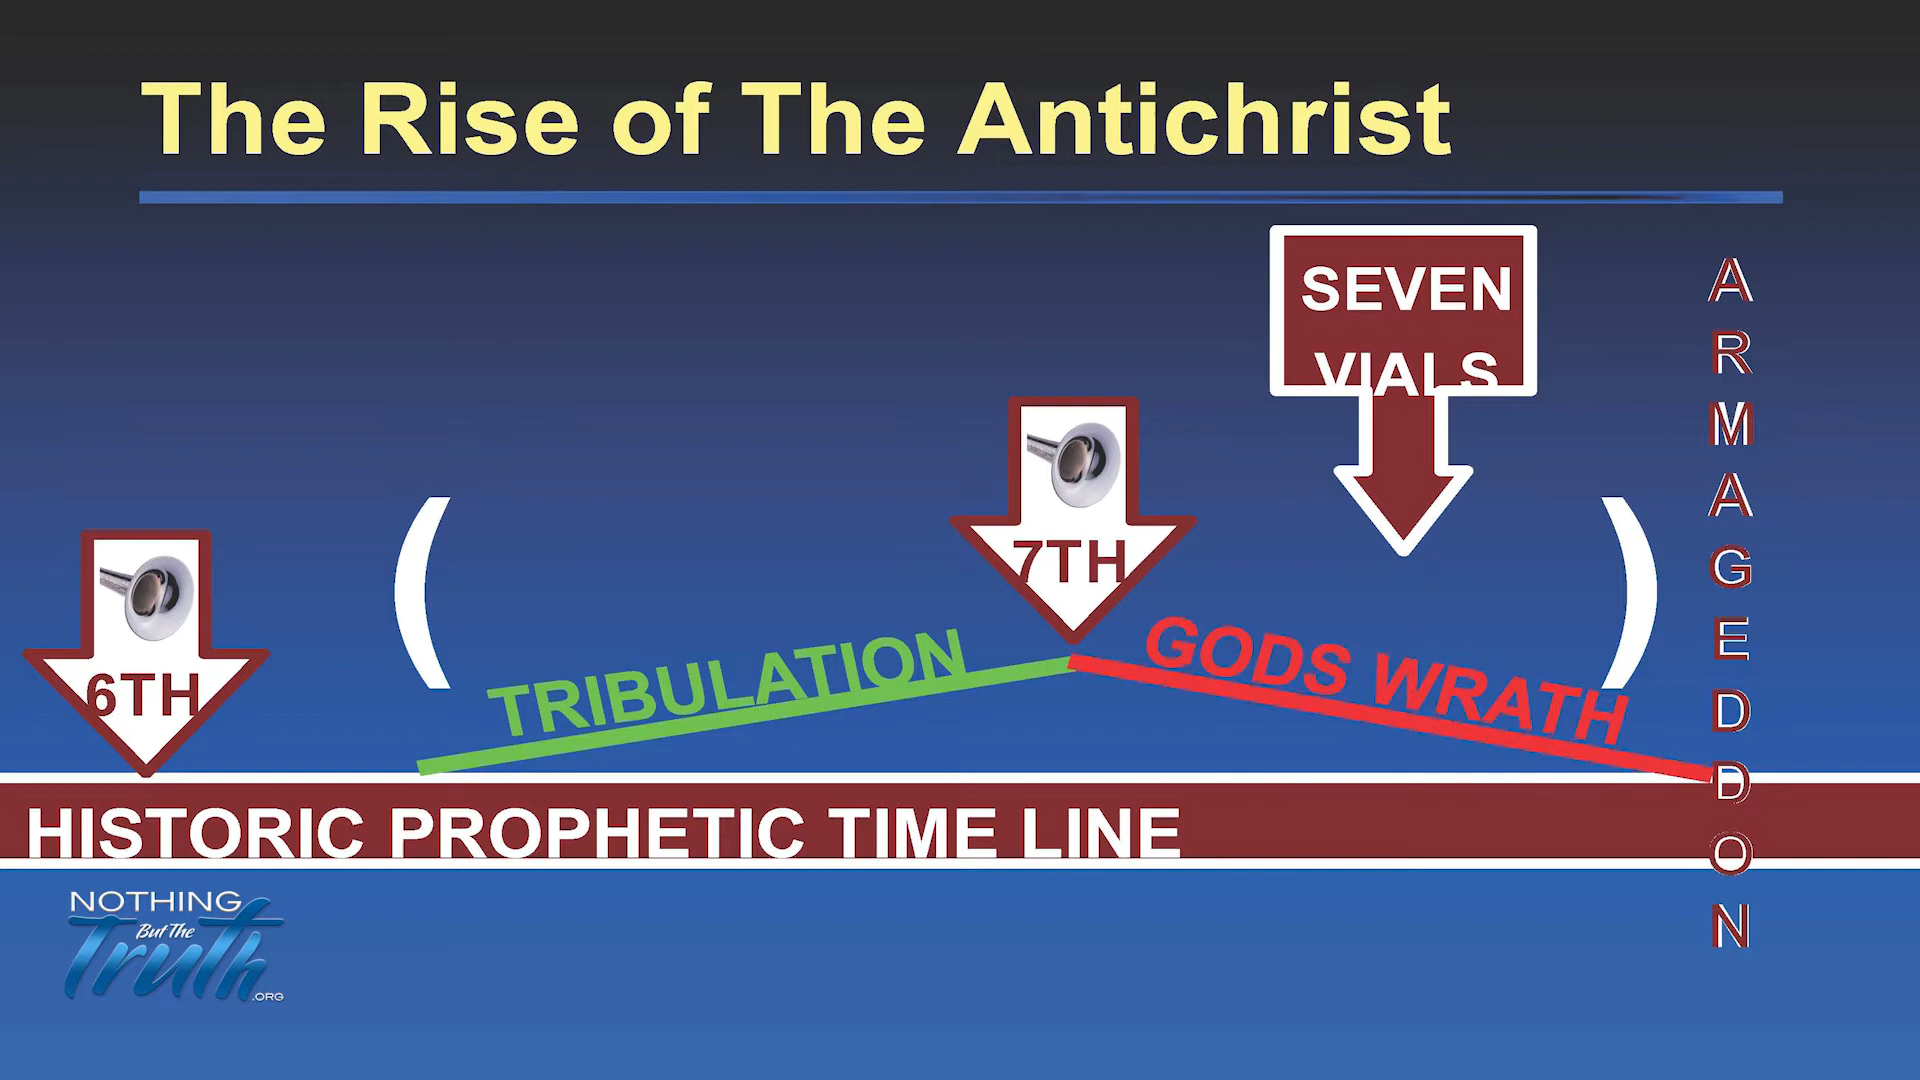 The Rise of The Antichrist
SEVEN
VIALS
7TH
6TH
TRIBULATION
GODS WRATH
ARMAGEDDON
HISTORIC PROPHETIC TIME LINE
NOTHING
But The
Truth
.ORG